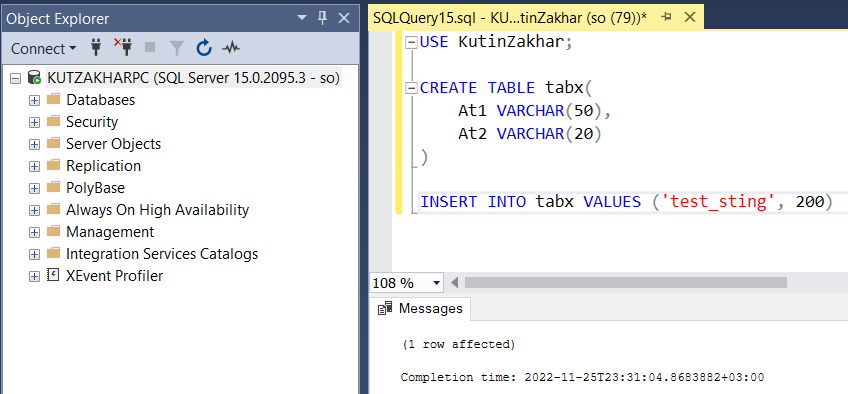 Object Explorer
Connect
KUTZAKHARPC (SQL Server 15.0.2095.3 - so)
Databases
Security
Server Objects
Replication
PolyBase
Always On High Availability
Management
Integration Services Catalogs
XEvent Profiler
SQLQuery15.sql - KU...tinZakhar (so (79))*
USE KutinZakhar;
CREATE TABLE tabx(
At1 VARCHAR(50),
At2 VARCHAR(20)
)
INSERT INTO tabx VALUES ('test_sting', 200)
108 %
Messages
(1 row affected)
Completion time: 2022-11-25T23:31:04.8683882+03:00